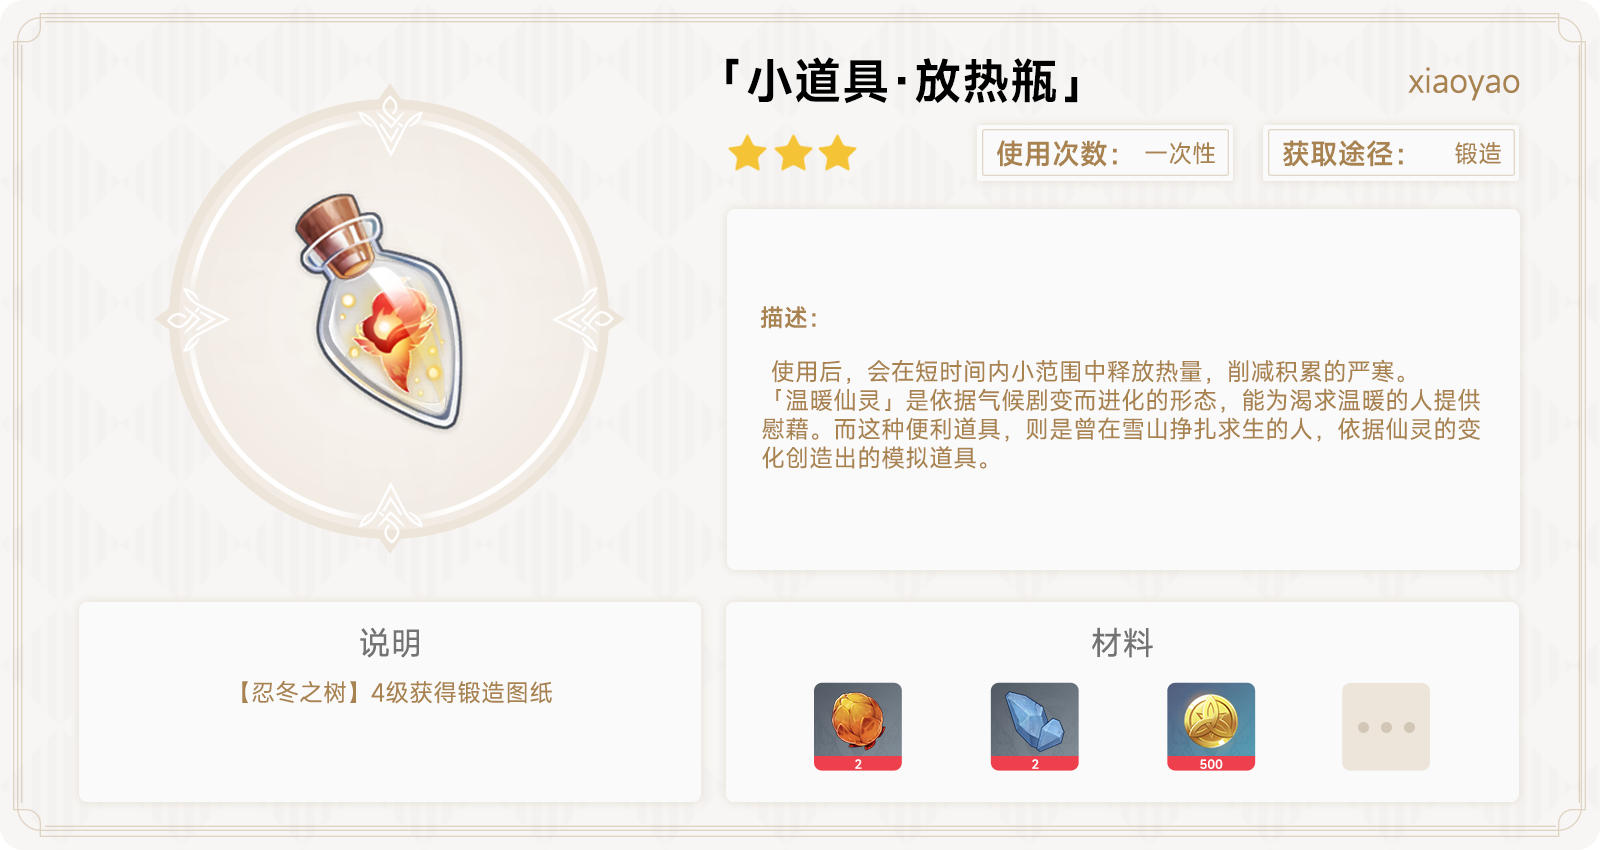 「小道具·放热瓶」
xiaoyao
使用次数： 一次性
获取途径： 锻造
描述：
使用后，会在短时间内小范围中释放热量，削减积累的严寒。
「温暖仙灵」是依据气候剧变而进化的形态，能为渴求温暖的人提供
慰藉。而这种便利道具，则是曾在雪山挣扎求生的人，依据仙灵的变
化创造出的模拟道具。
说明
【忍冬之树】4级获得锻造图纸
材料
2
2
500